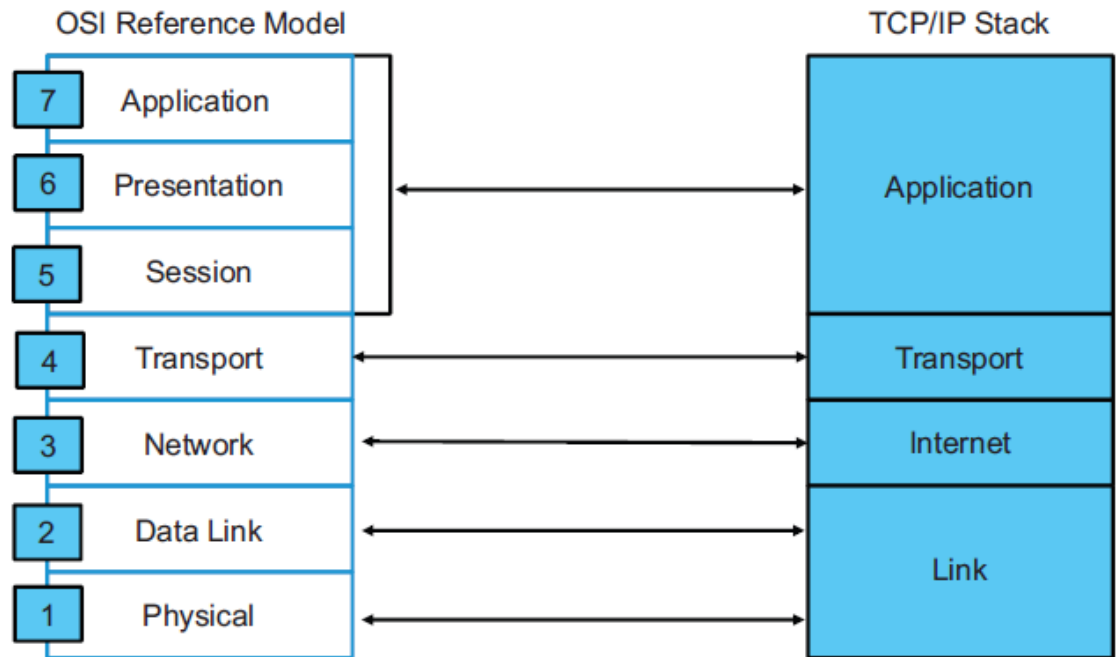 OSI Reference Model
TCP/IP Stack
7 Application
6 Presentation
Application
5 Session
4 Transport
Transport
3 Network
Internet
2 Data Link
Link
1 Physical